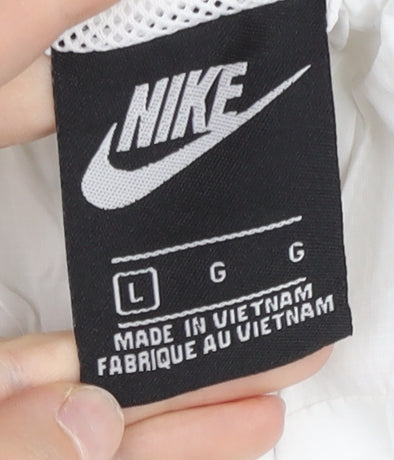 NIKE
L G G
MADE IN VIETNAM
FABRIQUE AU VIETNAM